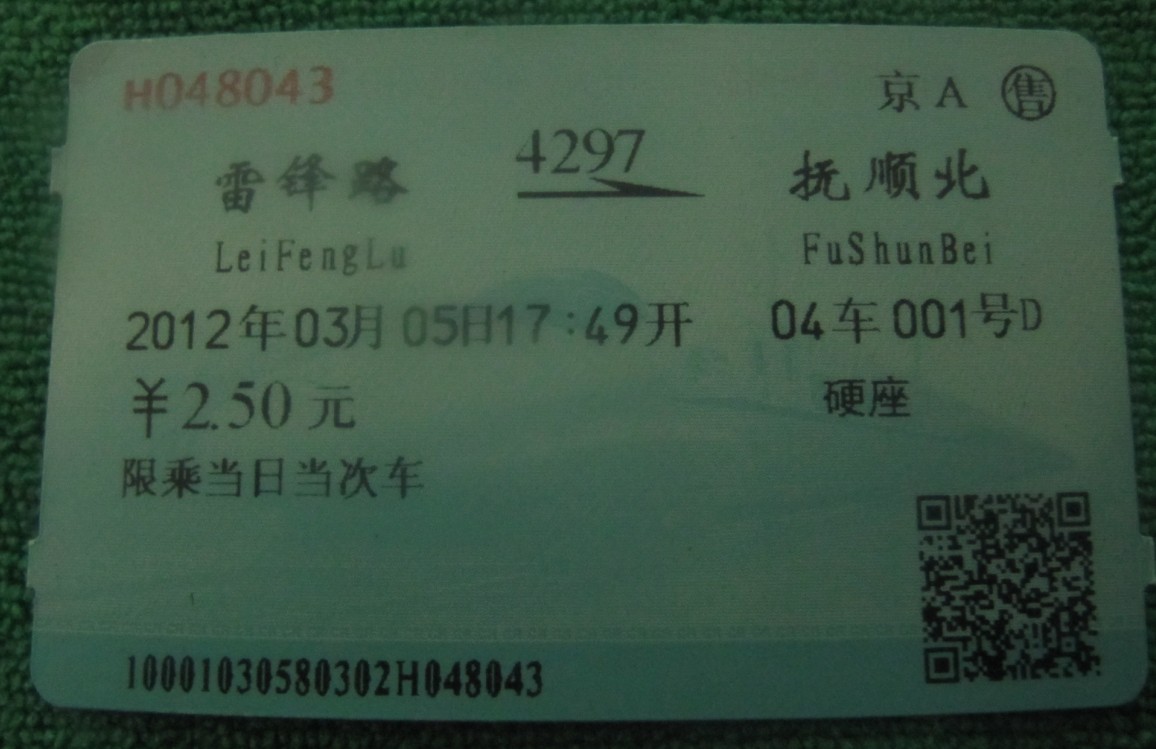 H048043 京A 售
雷锋路 4297 抚顺北
LeiFengLu FuShunBei
2012年03月05日17:49开 04车001号D
¥2.50元 硬座
限乘当日当次车
10001030580302H048043